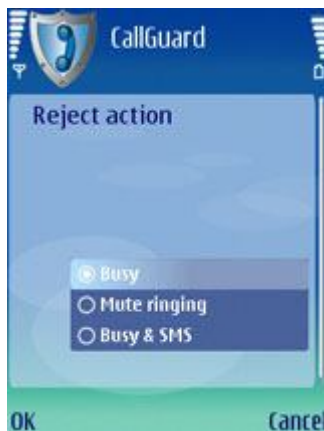 CallGuard
Reject action
Busy
Mute ringing
Busy & SMS
OK Cancel